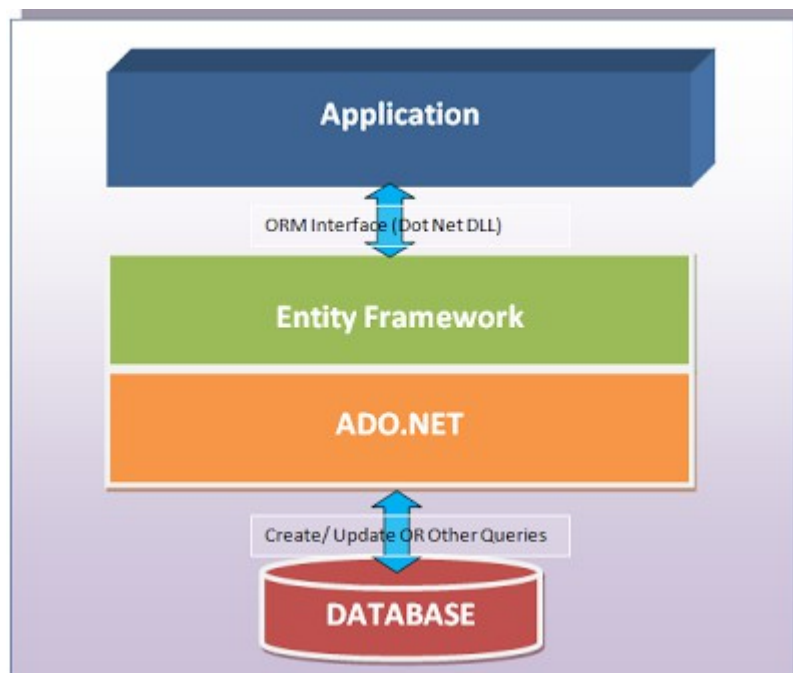 Application
ORM Interface (Dot Net DLL)
Entity Framework
ADO.NET
Create/ Update OR Other Queries
DATABASE